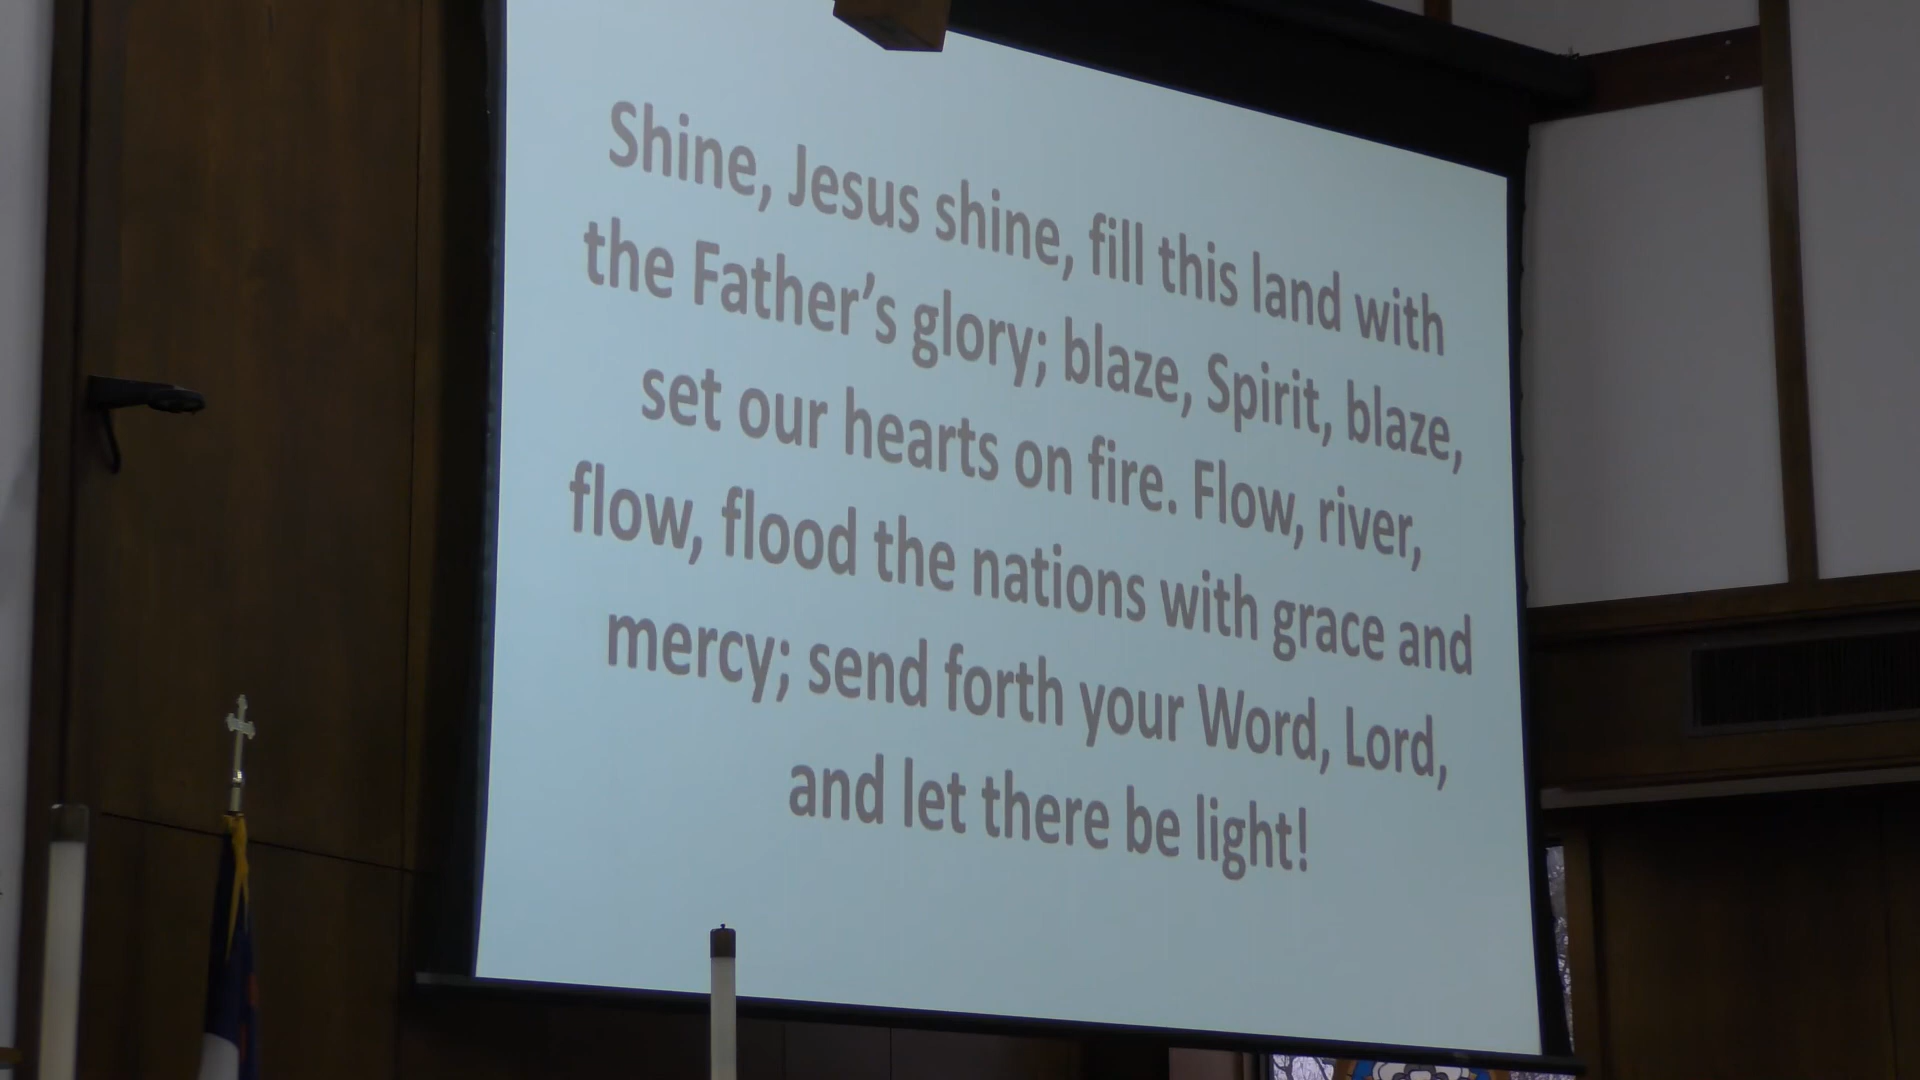 Shine, Jesus shine, fill this land with
the Father’s glory; blaze, Spirit, blaze,
set our hearts on fire. Flow, river,
flow, flood the nations with grace and
mercy; send forth your Word, Lord,
and let there be light!